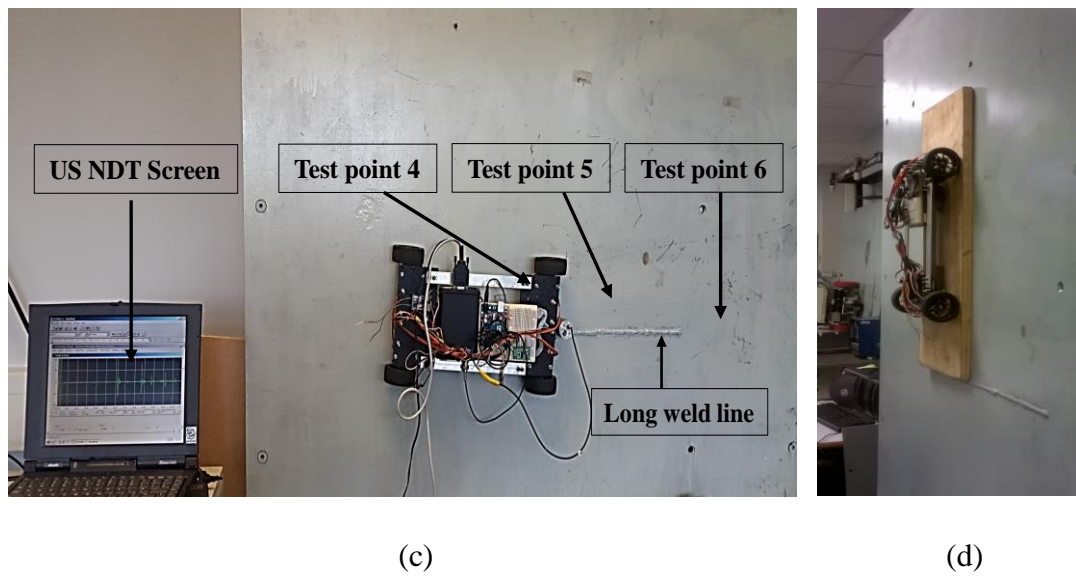 US NDT Screen
Test point 4
Test point 5
Test point 6
Long weld line
(c)
(d)